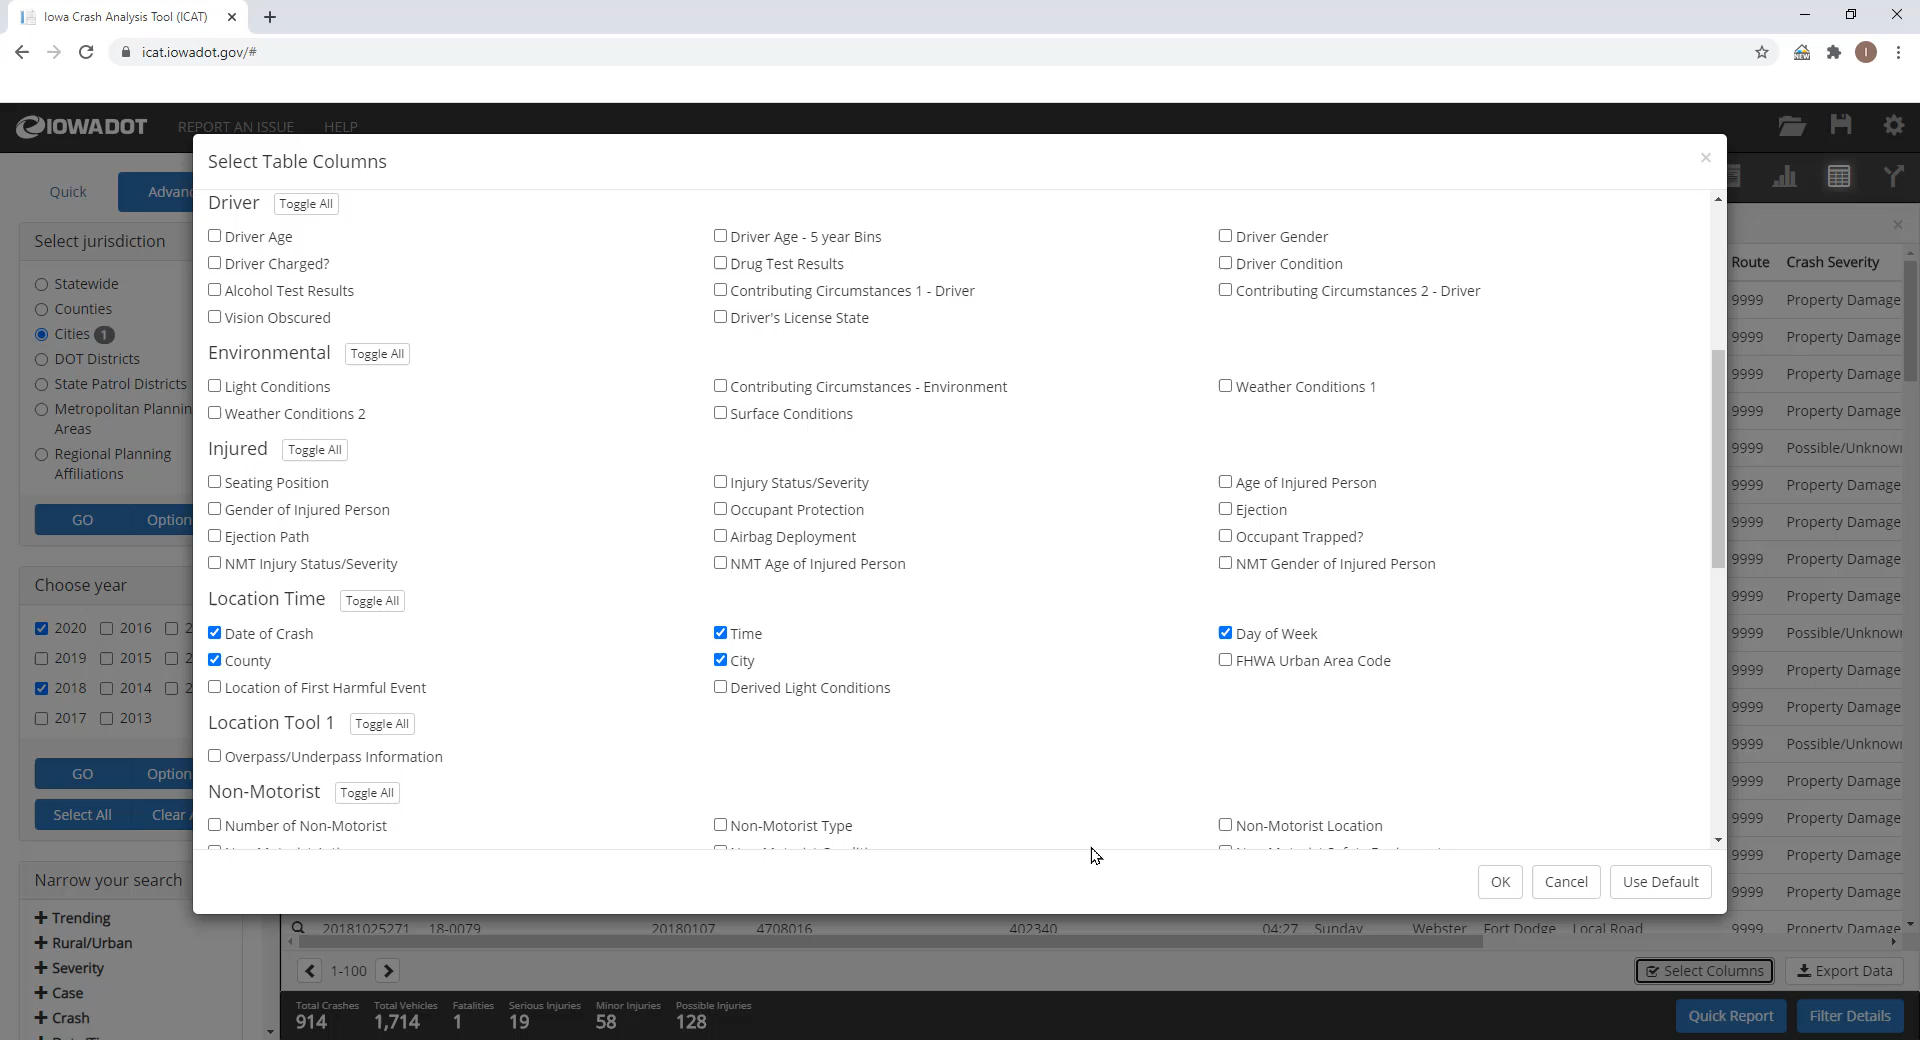 Iowa Crash Analysis Tool (ICAT)
icat.iowadot.gov/#
NEW
I
IOWADOT
REPORT AN ISSUE
HELP
Select Table Columns
×
Quick
Advanc
Select jurisdiction
Statewide
Counties
Cities 1
DOT Districts
State Patrol Districts
Metropolitan Plannin
Areas
Regional Planning
Affiliations
GO
Option
Choose year
2020 2016 2
2019 2015 2
2018 2014 2
2017 2013
GO
Option
Select All
Clear A
Narrow your search
Trending
Rural/Urban
Severity
Case
Crash
Driver Toggle All
Driver Age
Driver Age - 5 year Bins
Driver Gender
Driver Charged?
Drug Test Results
Driver Condition
Alcohol Test Results
Contributing Circumstances 1 - Driver
Contributing Circumstances 2 - Driver
Vision Obscured
Driver's License State
Environmental Toggle All
Light Conditions
Contributing Circumstances - Environment
Weather Conditions 1
Weather Conditions 2
Surface Conditions
Injured Toggle All
Seating Position
Injury Status/Severity
Age of Injured Person
Gender of Injured Person
Occupant Protection
Ejection
Ejection Path
Airbag Deployment
Occupant Trapped?
NMT Injury Status/Severity
NMT Age of Injured Person
NMT Gender of Injured Person
Location Time Toggle All
Date of Crash
Time
Day of Week
County
City
FHWA Urban Area Code
Location of First Harmful Event
Derived Light Conditions
Location Tool 1 Toggle All
Overpass/Underpass Information
Non-Motorist Toggle All
Number of Non-Motorist
Non-Motorist Type
Non-Motorist Location
OK
Cancel
Use Default
×
Route Crash Severity
9999 Property Damage
9999 Property Damage
9999 Property Damage
9999 Property Damage
9999 Possible/Unknown
9999 Property Damage
9999 Property Damage
9999 Property Damage
9999 Property Damage
9999 Possible/Unknown
9999 Property Damage
9999 Property Damage
9999 Possible/Unknown
9999 Property Damage
9999 Property Damage
9999 Property Damage
9999 Property Damage
20181025271 18-0079 20180107 4708016 402340 04:27 Sunday Webster Fort Dodge Local Road 9999 Property Damage
1-100
Select Columns
Export Data
Total Crashes Total Vehicles Fatalities Serious Injuries Minor Injuries Possible Injuries
914 1,714 1 19 58 128
Quick Report
Filter Details